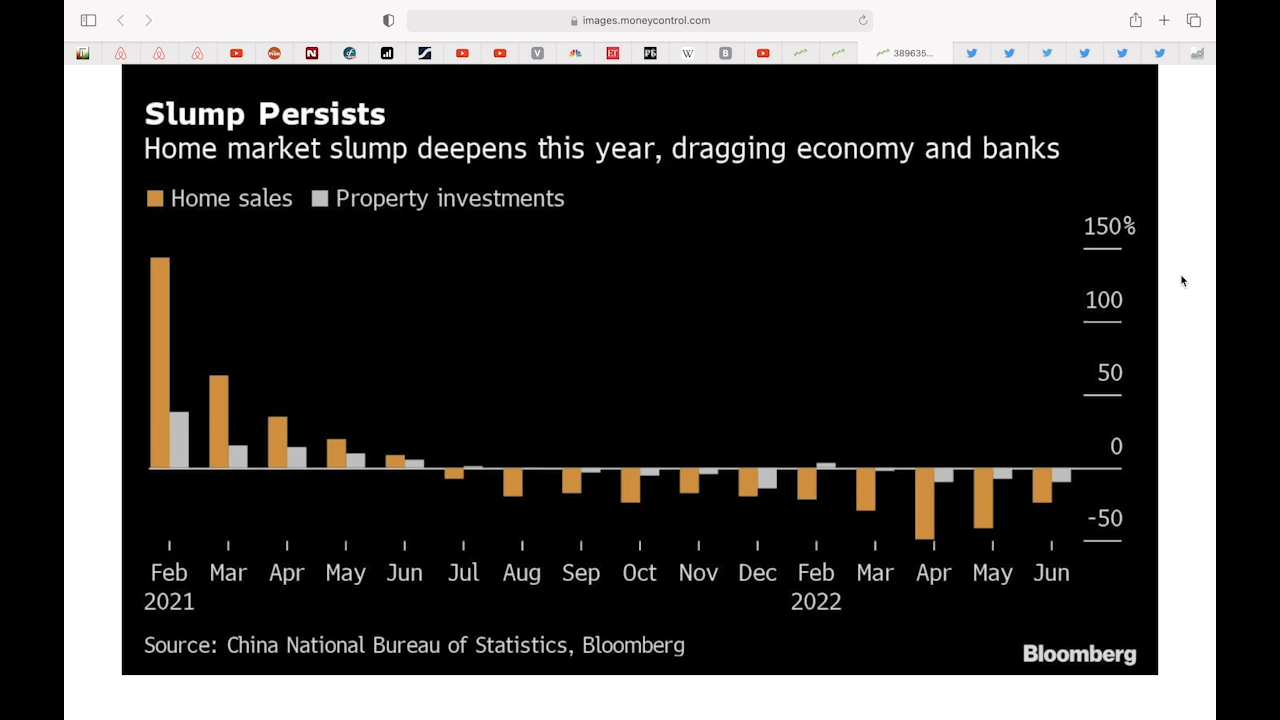 images.moneycontrol.com
389635...
Slump Persists
Home market slump deepens this year, dragging economy and banks
Home sales Property investments
150%
100
50
0
-50
Feb Mar Apr May Jun Jul Aug Sep Oct Nov Dec Feb Mar Apr May Jun
2021 2022
Source: China National Bureau of Statistics, Bloomberg
Bloomberg